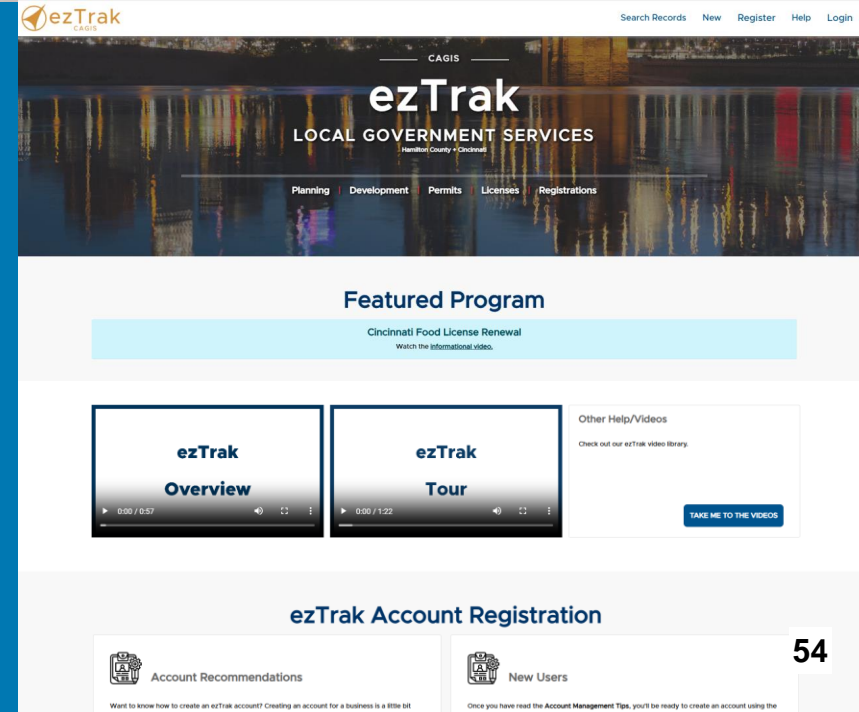 ezTrak
CAGIS
Search Records New Register Help Login
CAGIS
ezTrak
LOCAL GOVERNMENT SERVICES
Hamilton County + Cincinnati
Planning | Development | Permits | Licenses | Registrations
Featured Program
Cincinnati Food License Renewal
Watch the informational video.
ezTrak
Overview
0:00 / 0:57
ezTrak
Tour
0:00 / 1:22
Other Help/Videos
Check out our ezTrak video library.
TAKE ME TO THE VIDEOS
ezTrak Account Registration
Account Recommendations
Want to know how to create an ezTrak account? Creating an account for a business is a little bit
New Users
Once you have read the Account Management Tips, you'll be ready to create an account using the
54